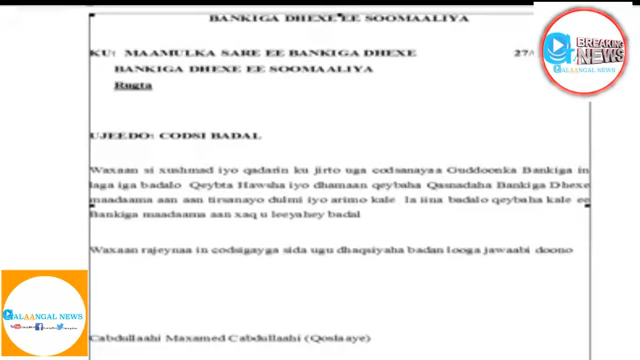 BANKIGA DHEXE EE SOOMAALIYA
KU: MAAMULKA SARE EE BANKIGA DHEXE 27/
BANKIGA DHEXE EE SOOMAALIYA
Rugta
UJEEDO: CODSI BADAL
Waxaan si xushmad iyo qadarin ku jirto uga codsanayaa Guddoonka Bankiga in
laga iga badalo Qeybta Hawsha iyo dhamaan qeybaha Qasnadaha Bankiga Dhexe
maadaama aan aan tirsanayo dulmi iyo arimo kale la iina badalo qeybaha kale ee
Bankiga maadaama aan xaq u leeyahey badal
Waxaan rajeynaa in codsigayga sida ugu dhaqsiyaha badan looga jawaabi doono
Cabdullaahi Maxamed Cabdullaahi (Qoslaaye)
BREAKING
NEWS
ALAANGAL NEWS
ALAANGAL NEWS